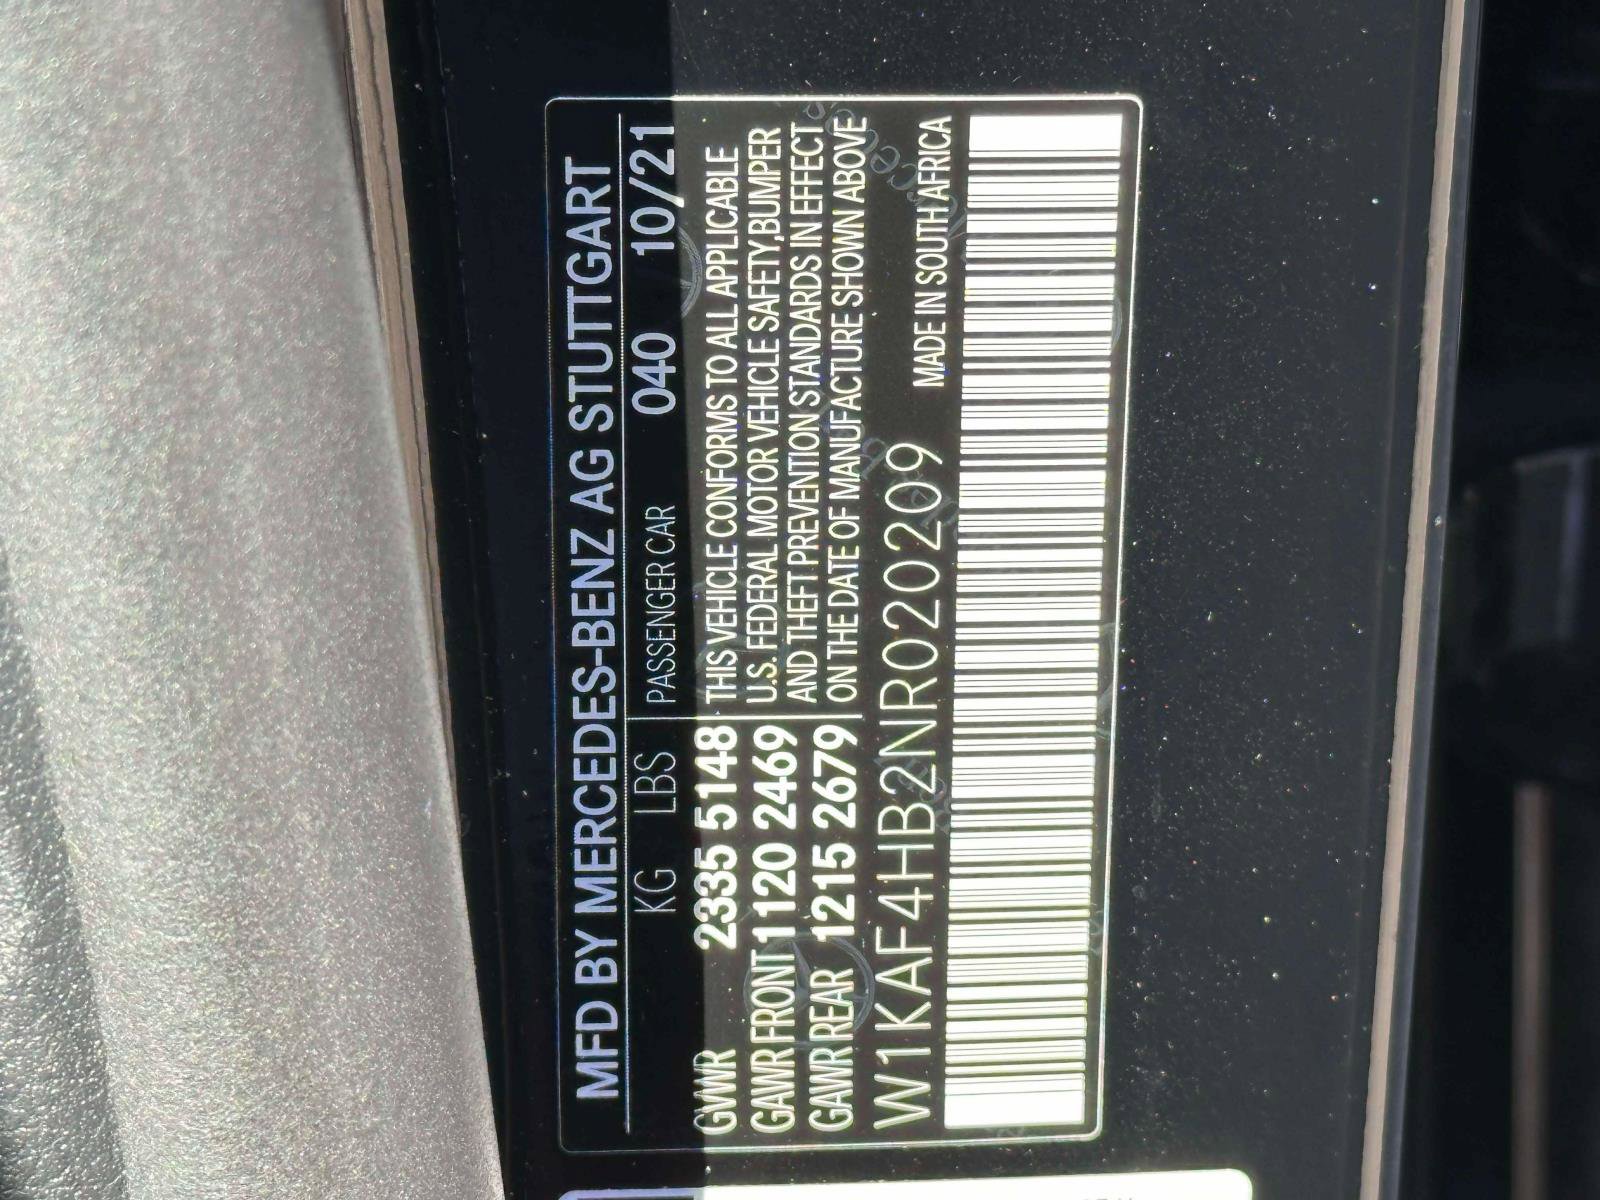 MFD BY MERCEDES-BENZ AG STUTTGART
KG LBS PASSENGER CAR 040 10/21
GVWR 2335 5148 THIS VEHICLE CONFORMS TO ALL APPLICABLE
GAWR FRONT 1120 2469 U.S. FEDERAL MOTOR VEHICLE SAFETY,BUMPER
GAWR REAR 1215 2679 AND THEFT PREVENTION STANDARDS IN EFFECT
ON THE DATE OF MANUFACTURE SHOWN ABOVE
W1KAF4HB2NR020209 MADE IN SOUTH AFRICA